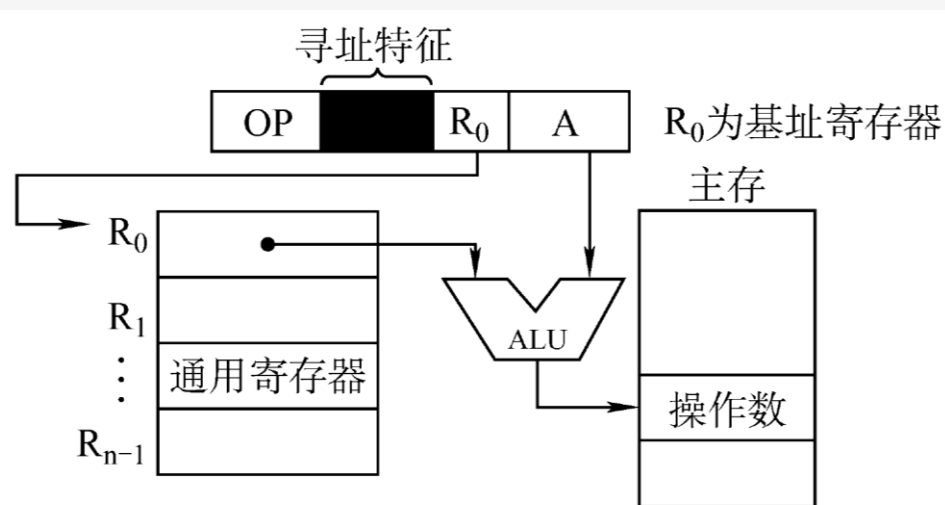 寻址特征
OP R₀ A R₀为基址寄存器
主存
R₀
R₁
ALU
⋮ 通用寄存器
操作数
Rₙ₋₁